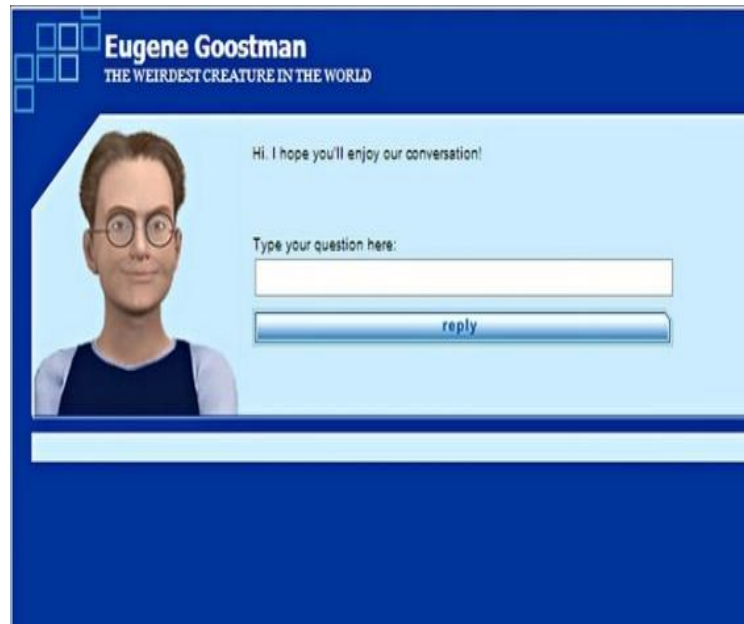 Eugene Goostman
THE WEIRDEST CREATURE IN THE WORLD
Hi. I hope you'll enjoy our conversation!
Type your question here:
reply